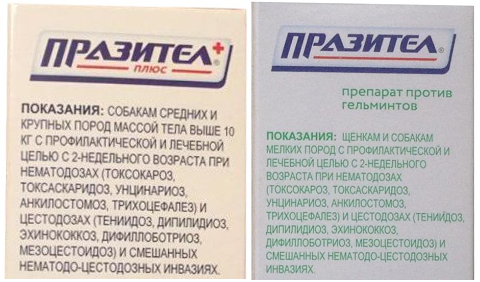 ПРАЗИТЕЛ+
ПЛЮС ®
ПОКАЗАНИЯ: СОБАКАМ СРЕДНИХ И
КРУПНЫХ ПОРОД МАССОЙ ТЕЛА ВЫШЕ 10
КГ С ПРОФИЛАКТИЧЕСКОЙ И ЛЕЧЕБНОЙ
ЦЕЛЬЮ С 2-НЕДЕЛЬНОГО ВОЗРАСТА ПРИ
НЕМАТОДОЗАХ (ТОКСОКАРОЗ,
ТОКСАСКАРИДОЗ, УНЦИНАРИОЗ,
АНКИЛОСТОМОЗ, ТРИХОЦЕФАЛЕЗ) И
ЦЕСТОДОЗАХ (ТЕНИИДОЗ, ДИПИЛИДИОЗ,
ЭХИНОКОККОЗ, ДИФИЛЛОБОТРИОЗ,
МЕЗОЦЕСТОИДОЗ) И СМЕШАННЫХ
НЕМАТОДО-ЦЕСТОДОЗНЫХ ИНВАЗИЯХ.
ПРАЗИТЕЛ®
препарат против
гельминтов
ПОКАЗАНИЯ: ЩЕНКАМ И СОБАКАМ
МЕЛКИХ ПОРОД С ПРОФИЛАКТИЧЕСКОЙ И
ЛЕЧЕБНОЙ ЦЕЛЬЮ С 2-НЕДЕЛЬНОГО
ВОЗРАСТА ПРИ НЕМАТОДОЗАХ
(ТОКСОКАРОЗ, ТОКСАСКАРИДОЗ,
УНЦИНАРИОЗ, АНКИЛОСТОМОЗ,
ТРИХОЦЕФАЛЕЗ) И ЦЕСТОДОЗАХ (ТЕНИИДОЗ,
ДИПИЛИДИОЗ, ЭХИНОКОККОЗ,
ДИФИЛЛОБОТРИОЗ, МЕЗОЦЕСТОИДОЗ) И
СМЕШАННЫХ НЕМАТОДО-ЦЕСТОДОЗНЫХ
ИНВАЗИЯХ.